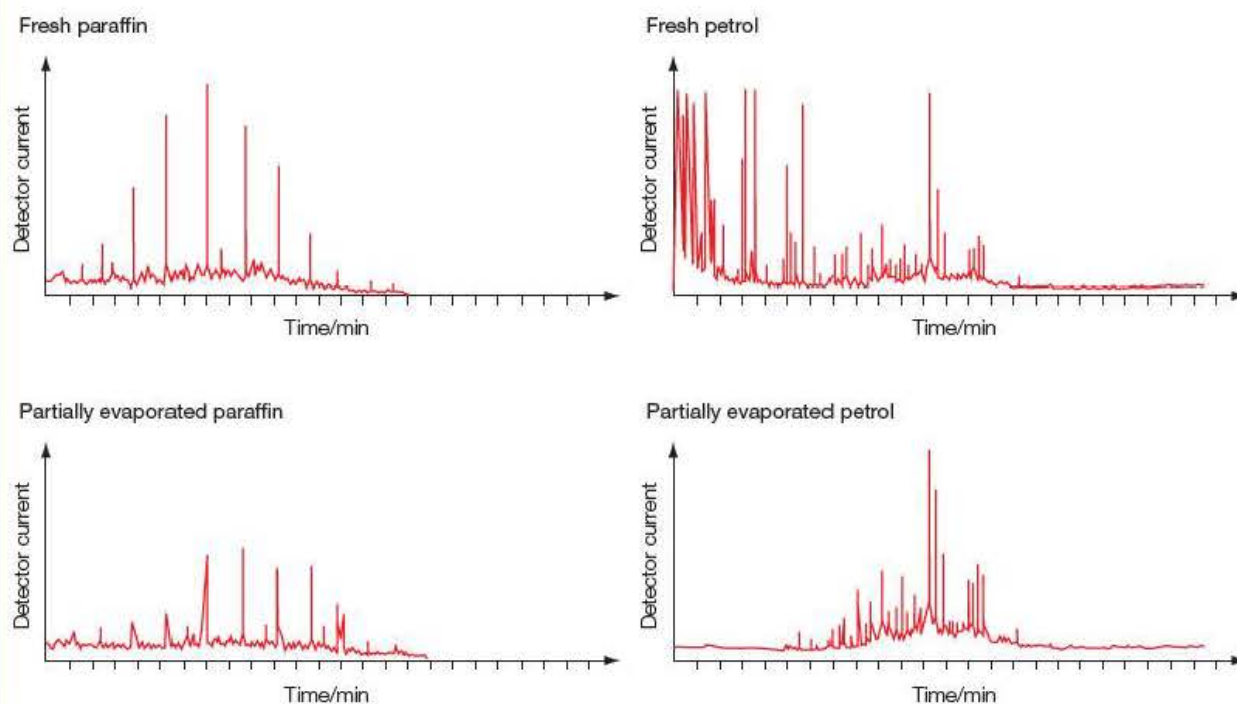 Fresh paraffin
Detector current
Time/min
Fresh petrol
Detector current
Time/min
Partially evaporated paraffin
Detector current
Time/min
Partially evaporated petrol
Detector current
Time/min